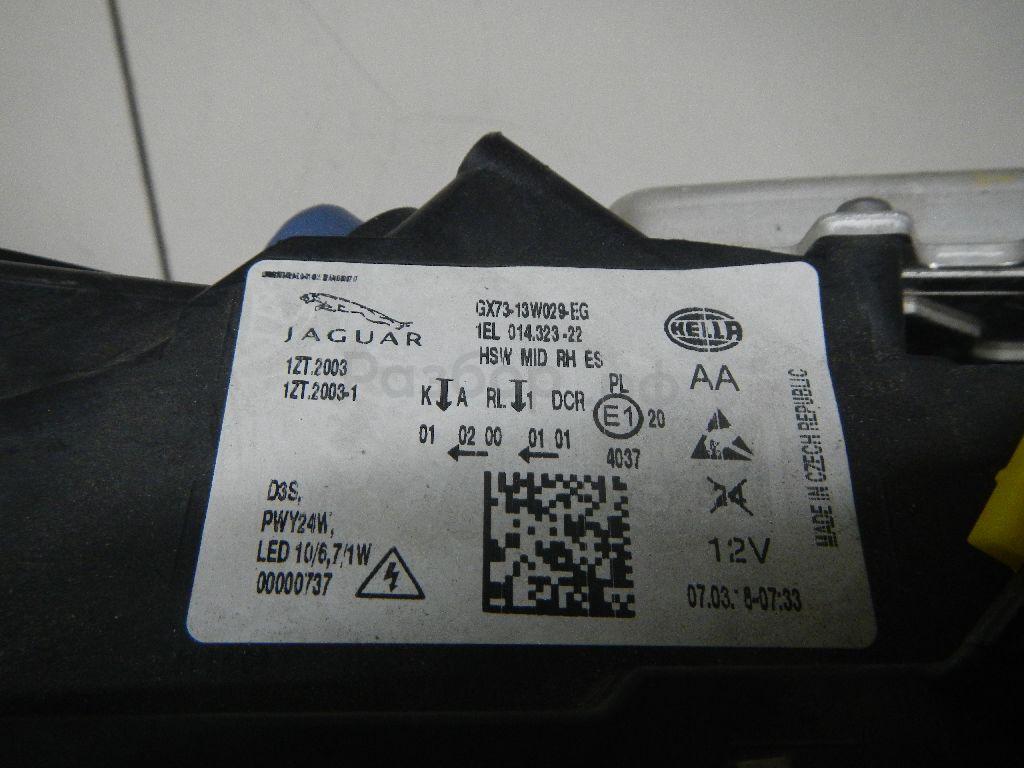 JAGUAR
1ZT.2003
1ZT.2003-1
GX73-13W029-EG
1EL 014.323-22
HSW MID RH ES
HELLA
AA
K A RL 1 DCR
PL
E1 20
01 02 00 01 01
4037
D3S,
PWY24W,
LED 10/6,7/1W
00000737
24
12V
07.03. 8-07:33
MADE IN CZECH REPUBLIC